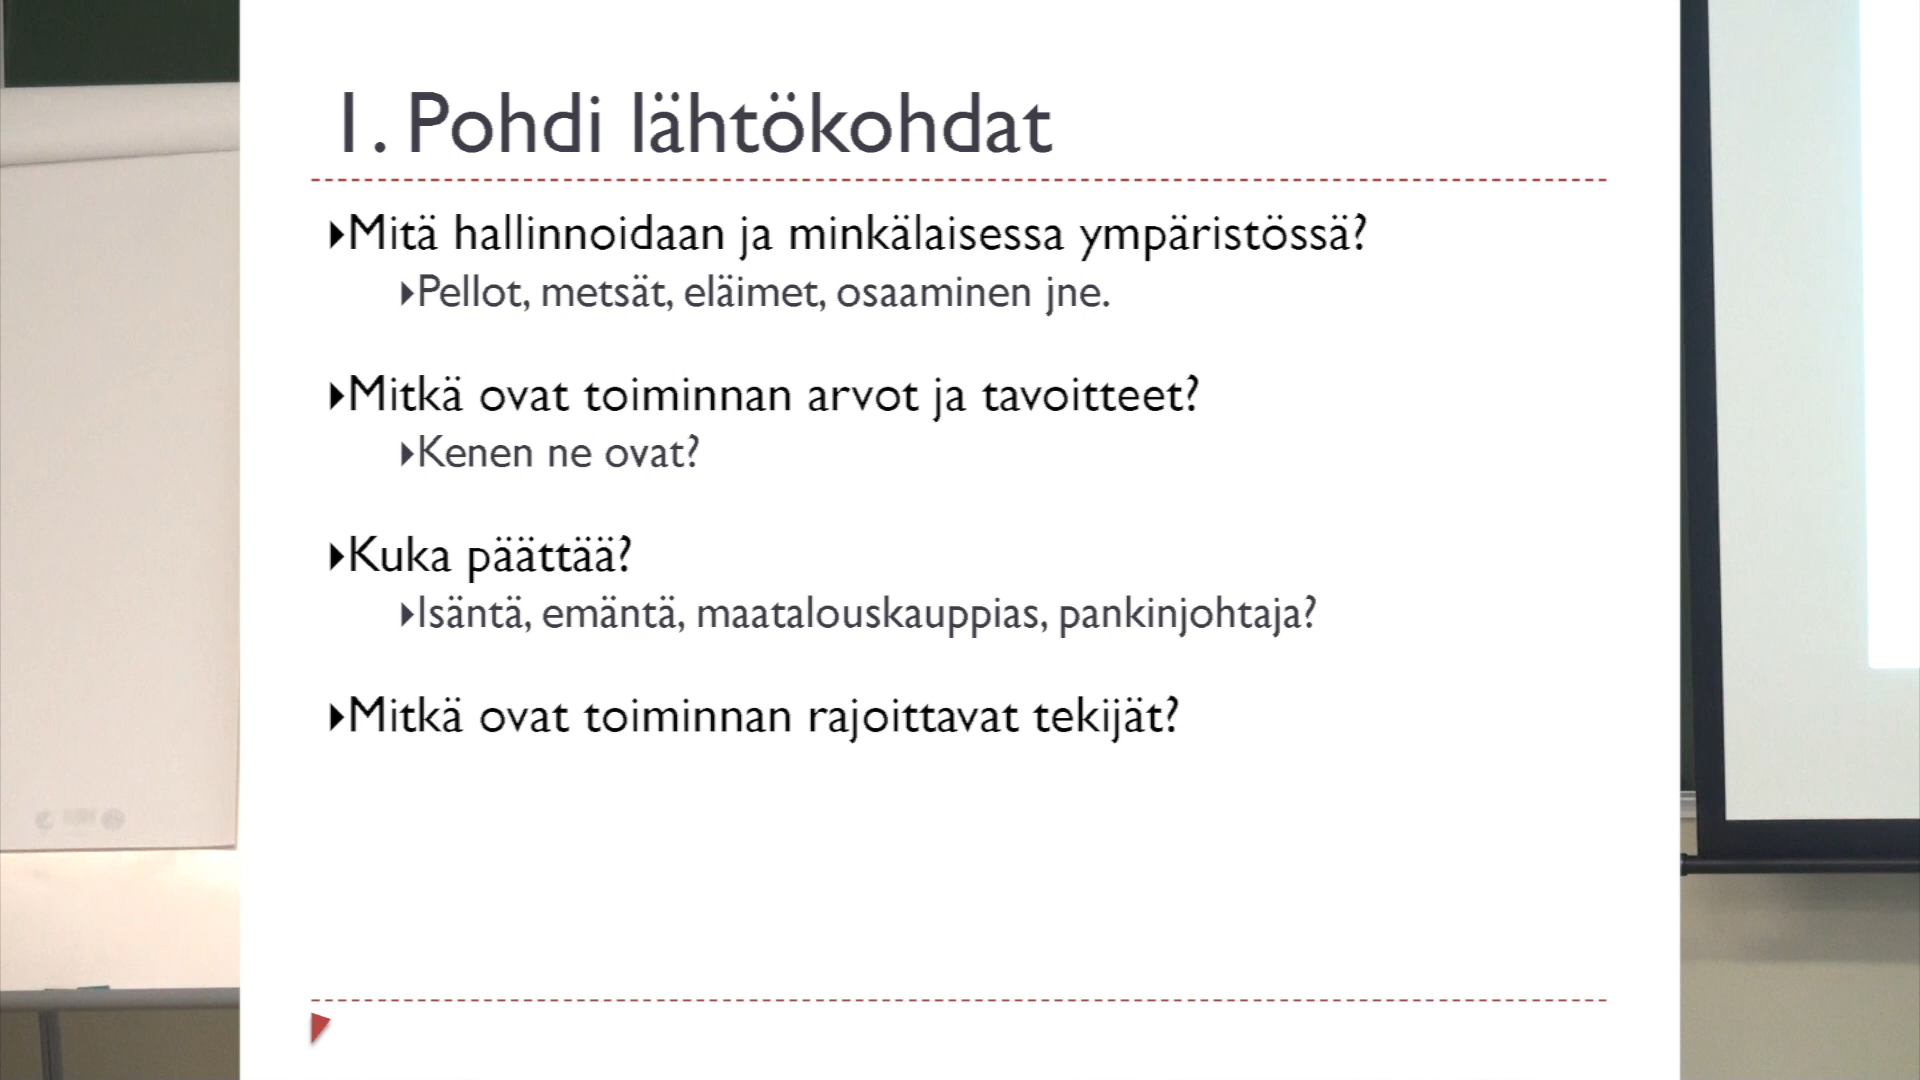 1. Pohdi lähtökohdat
Mitä hallinnoidaan ja minkälaisessa ympäristössä?
Pellot, metsät, eläimet, osaaminen jne.
Mitkä ovat toiminnan arvot ja tavoitteet?
Kenen ne ovat?
Kuka päättää?
Isäntä, emäntä, maatalouskauppias, pankinjohtaja?
Mitkä ovat toiminnan rajoittavat tekijät?